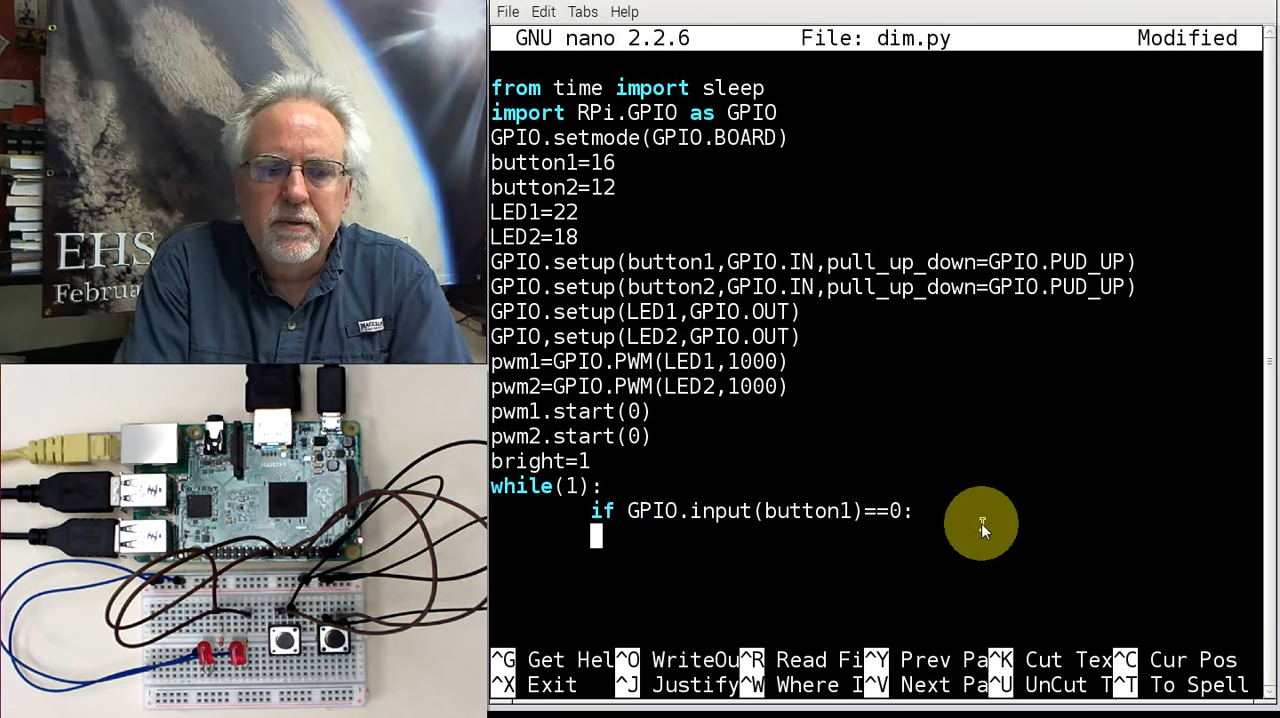 File Edit Tabs Help
GNU nano 2.2.6 File: dim.py Modified
from time import sleep
import RPi.GPIO as GPIO
GPIO.setmode(GPIO.BOARD)
button1=16
button2=12
LED1=22
LED2=18
GPIO.setup(button1,GPIO.IN,pull_up_down=GPIO.PUD_UP)
GPIO.setup(button2,GPIO.IN,pull_up_down=GPIO.PUD_UP)
GPIO.setup(LED1,GPIO.OUT)
GPIO,setup(LED2,GPIO.OUT)
pwm1=GPIO.PWM(LED1,1000)
pwm2=GPIO.PWM(LED2,1000)
pwm1.start(0)
pwm2.start(0)
bright=1
while(1):
if GPIO.input(button1)==0:
^G Get Hel^O WriteOu^R Read Fi^Y Prev Pa^K Cut Tex^C Cur Pos
^X Exit ^J Justify^W Where I^V Next Pa^U UnCut T^T To Spell
EHS
Februa